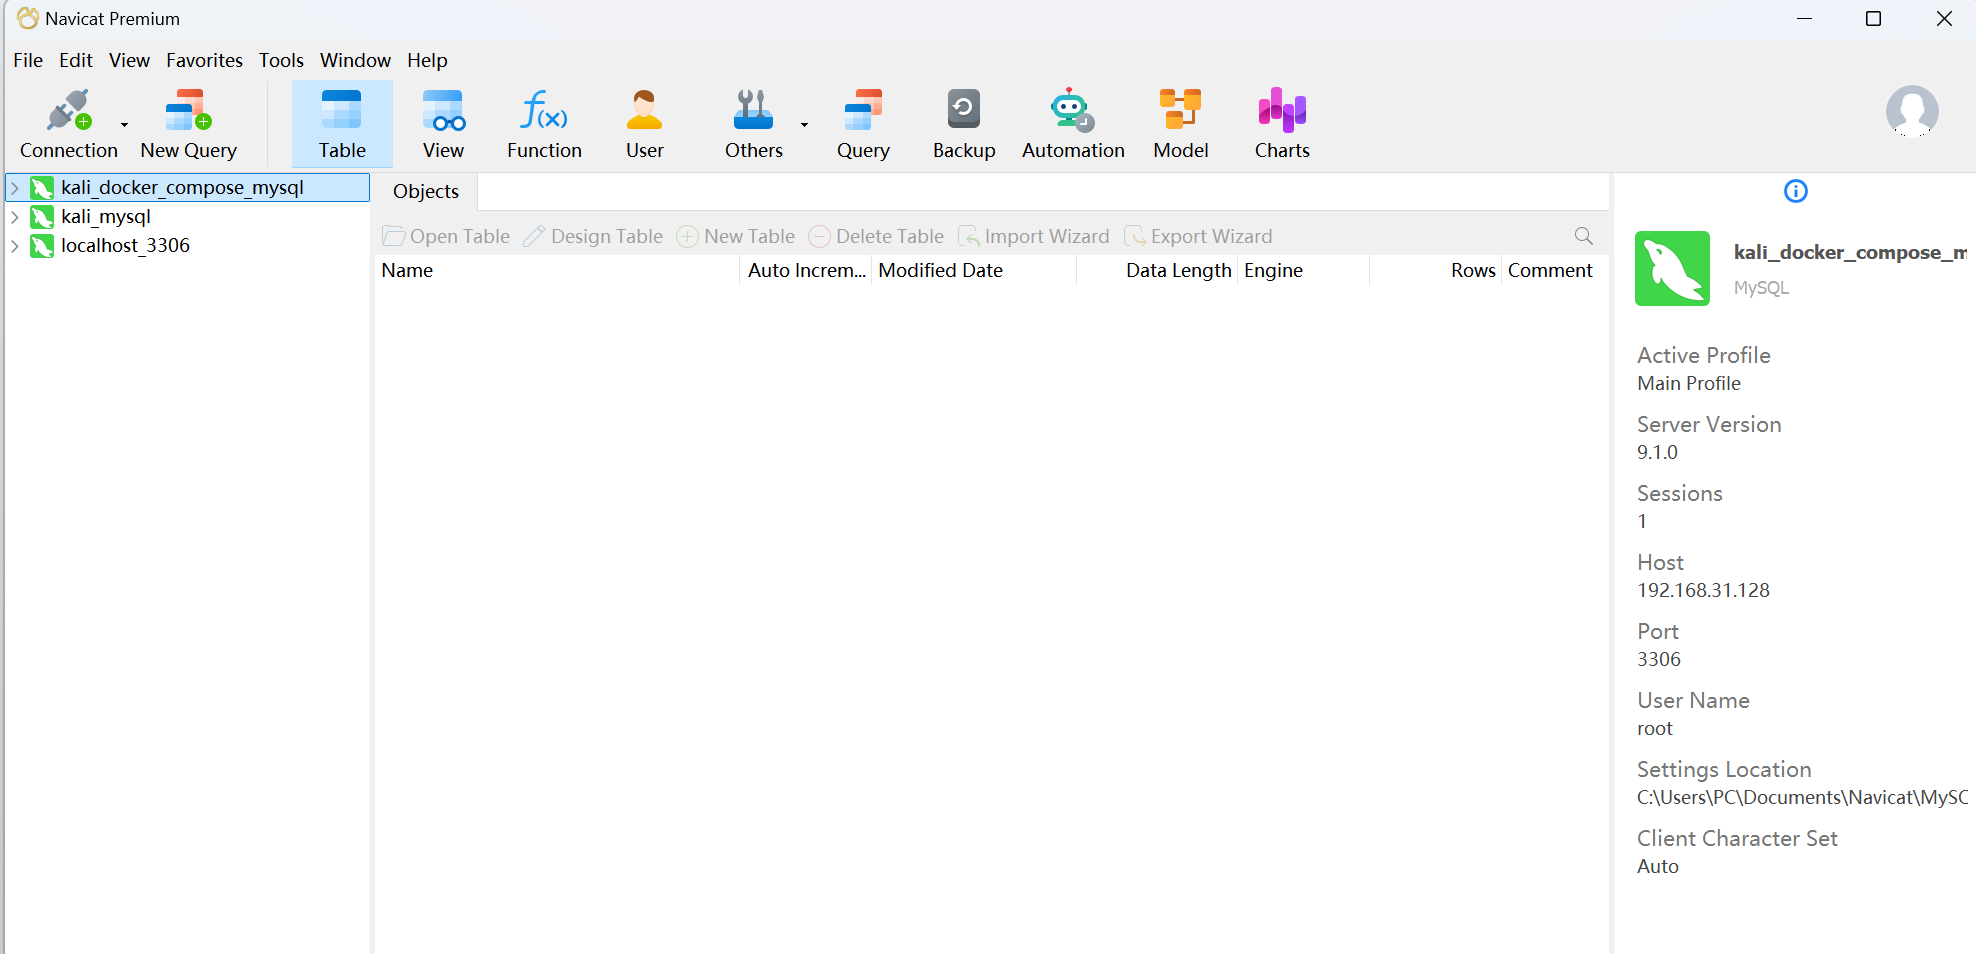 Navicat Premium
File Edit View Favorites Tools Window Help
Connection New Query Table View Function User Others Query Backup Automation Model Charts
kali_docker_compose_mysql
kali_mysql
localhost_3306
Objects
Open Table Design Table New Table Delete Table Import Wizard Export Wizard
Name Auto Increm... Modified Date Data Length Engine Rows Comment
kali_docker_compose_m
MySQL
Active Profile
Main Profile
Server Version
9.1.0
Sessions
1
Host
192.168.31.128
Port
3306
User Name
root
Settings Location
C:\Users\PC\Documents\Navicat\MySQ
Client Character Set
Auto